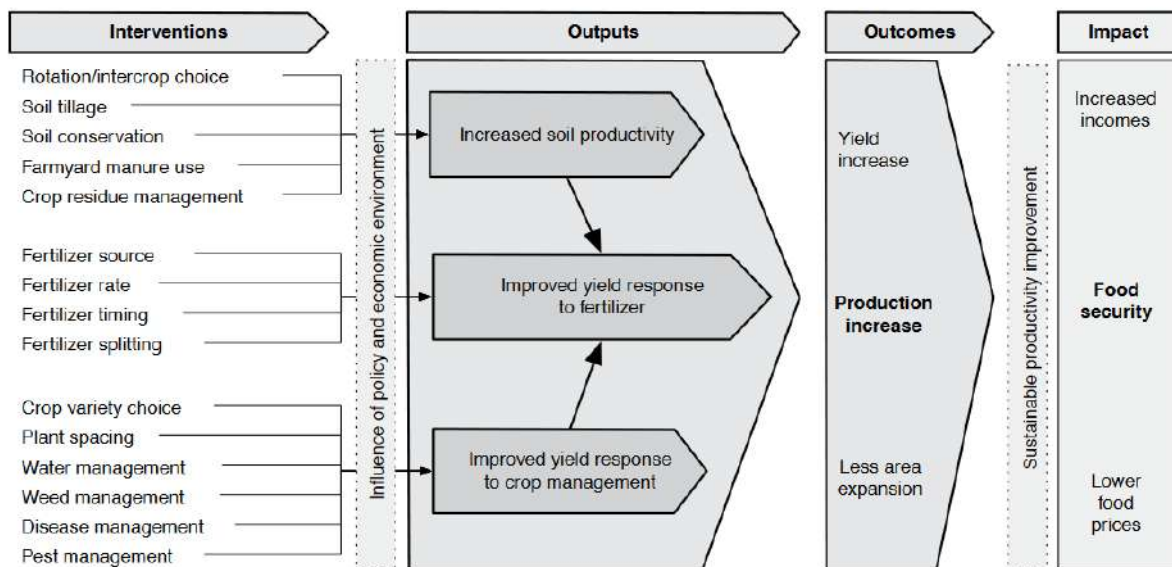 Interventions
Outputs
Outcomes
Impact
Rotation/intercrop choice
Soil tillage
Soil conservation
Farmyard manure use
Crop residue management
Fertilizer source
Fertilizer rate
Fertilizer timing
Fertilizer splitting
Crop variety choice
Plant spacing
Water management
Weed management
Disease management
Pest management
Influence of policy and economic environment
Increased soil productivity
Improved yield response
to fertilizer
Improved yield response
to crop management
Yield
increase
Production
increase
Less area
expansion
Sustainable productivity improvement
Increased
incomes
Food
security
Lower
food
prices